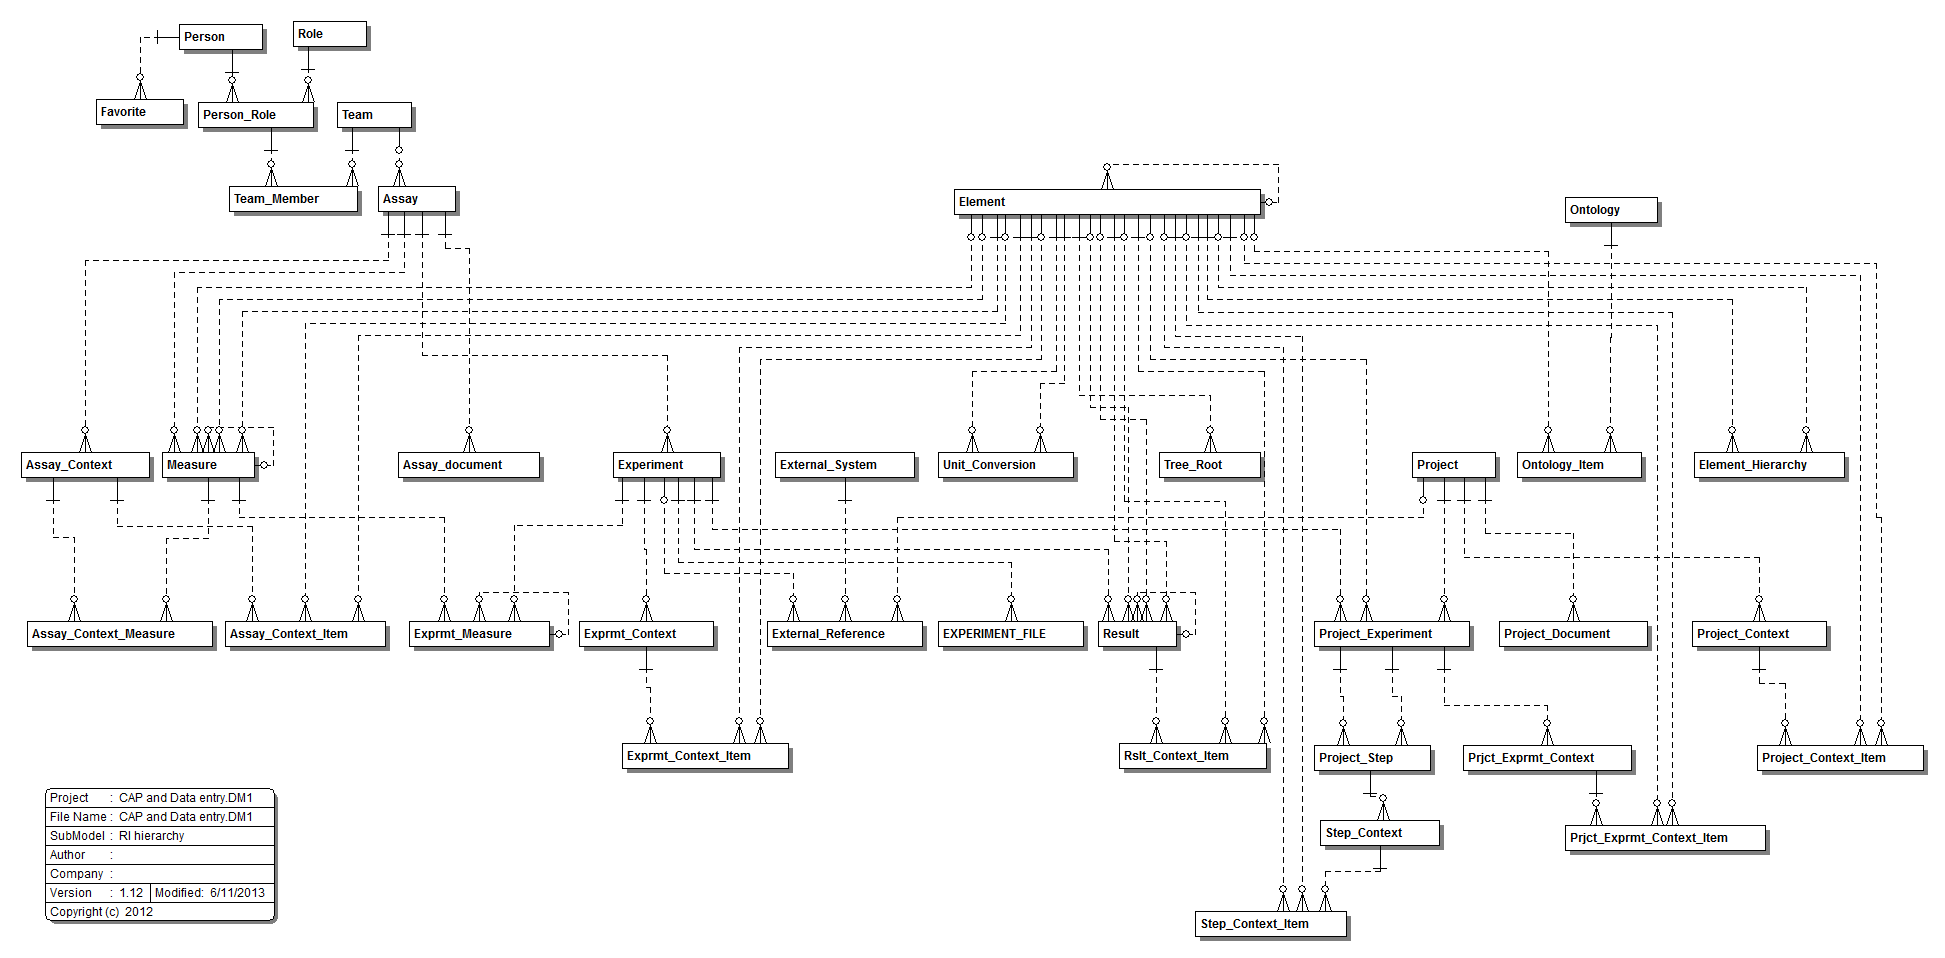 Person
Role
Favorite
Person_Role
Team
Team_Member
Assay
Element
Ontology
Assay_Context
Measure
Assay_document
Experiment
External_System
Unit_Conversion
Tree_Root
Project
Ontology_Item
Element_Hierarchy
Assay_Context_Measure
Assay_Context_Item
Exprmt_Measure
Exprmt_Context
External_Reference
EXPERIMENT_FILE
Result
Project_Experiment
Project_Document
Project_Context
Exprmt_Context_Item
Rslt_Context_Item
Project_Step
Prjct_Exprmt_Context
Project_Context_Item
Step_Context
Prjct_Exprmt_Context_Item
Step_Context_Item
Project : CAP and Data entry.DM1
File Name : CAP and Data entry.DM1
SubModel : RI hierarchy
Author :
Company :
Version : 1.12 Modified: 6/11/2013
Copyright (c) 2012